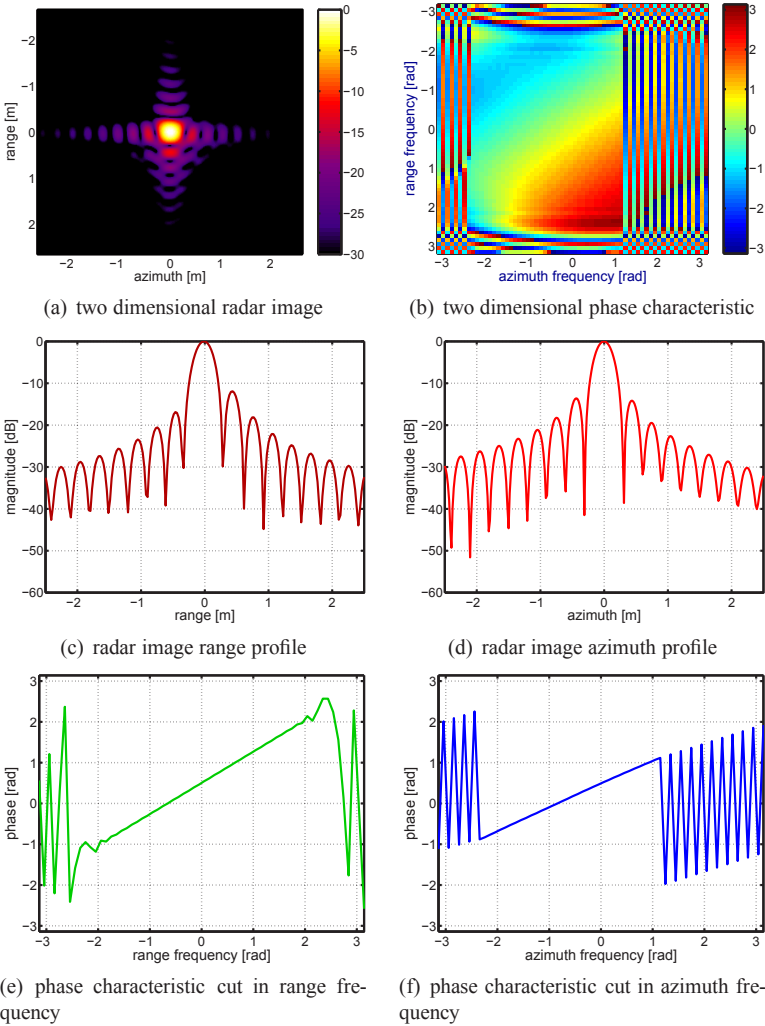 0
−5
−10
−15
−20
−25
−30
−2
−1
0
1
2
range [m]
−2 −1 0 1 2
azimuth [m]
(a) two dimensional radar image
−3
−2
−1
0
1
2
3
range frequency [rad]
−3 −2 −1 0 1 2 3
azimuth frequency [rad]
3
2
1
0
−1
−2
−3
(b) two dimensional phase characteristic
0
−10
−20
−30
−40
−50
−60
magnitude [dB]
−2 −1 0 1 2
range [m]
(c) radar image range profile
0
−10
−20
−30
−40
−50
−60
magnitude [dB]
−2 −1 0 1 2
azimuth [m]
(d) radar image azimuth profile
3
2
1
0
−1
−2
−3
phase [rad]
−3 −2 −1 0 1 2 3
range frequency [rad]
(e) phase characteristic cut in range fre-
quency
3
2
1
0
−1
−2
−3
phase [rad]
−3 −2 −1 0 1 2 3
azimuth frequency [rad]
(f) phase characteristic cut in azimuth fre-
quency